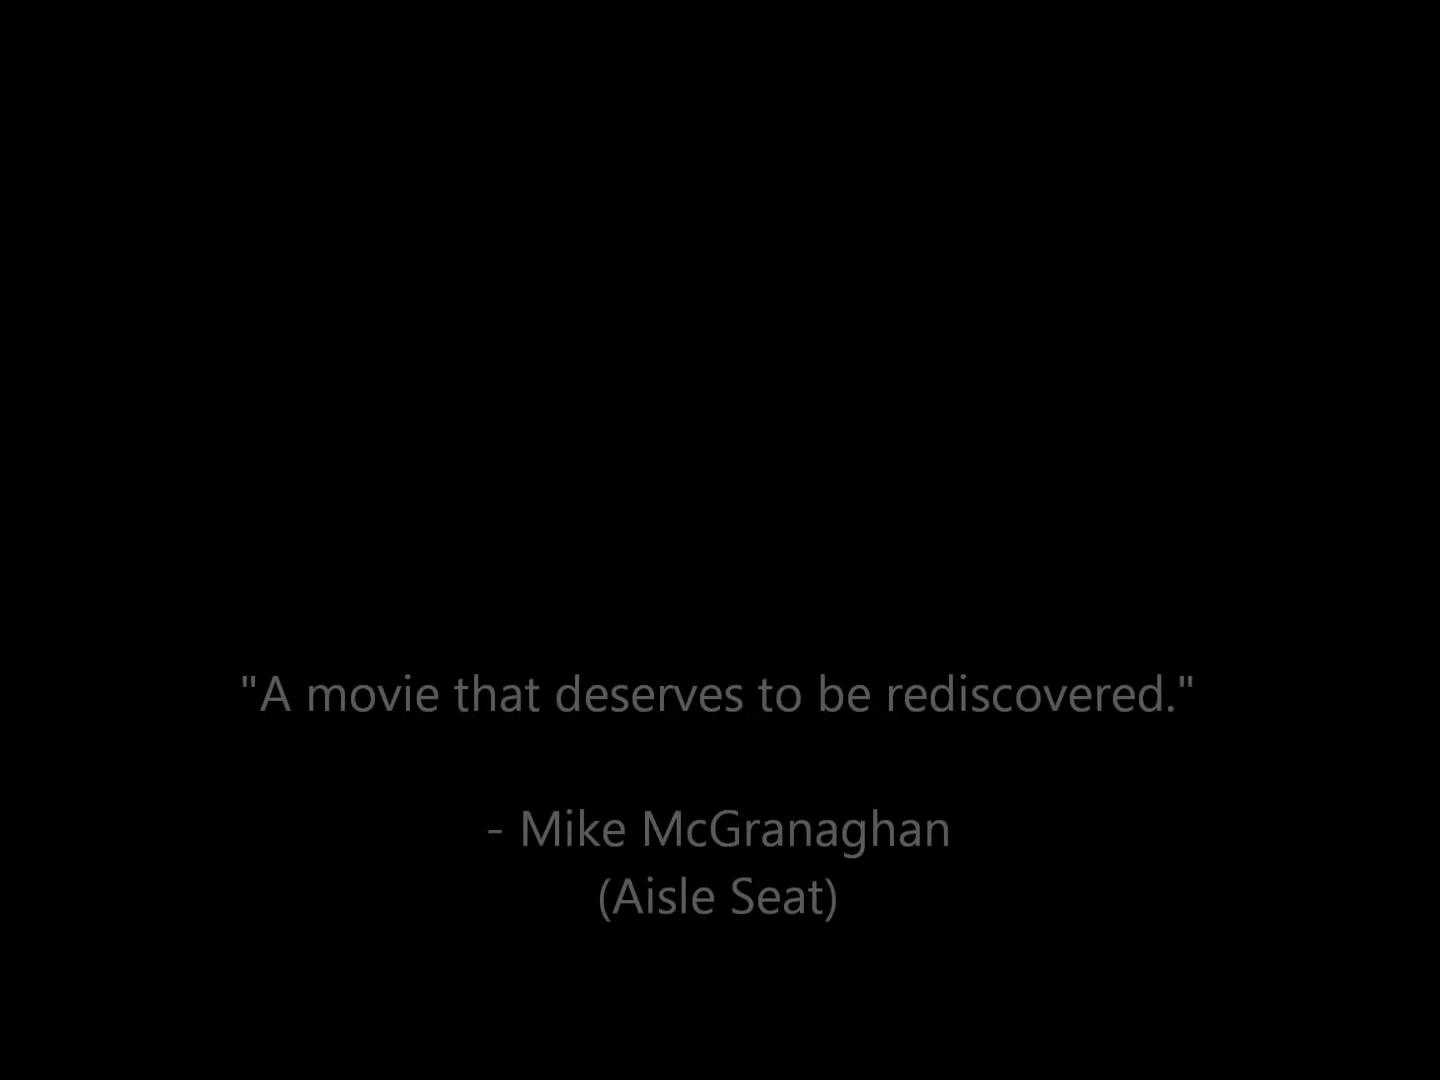 "A movie that deserves to be rediscovered."
- Mike McGranaghan
(Aisle Seat)